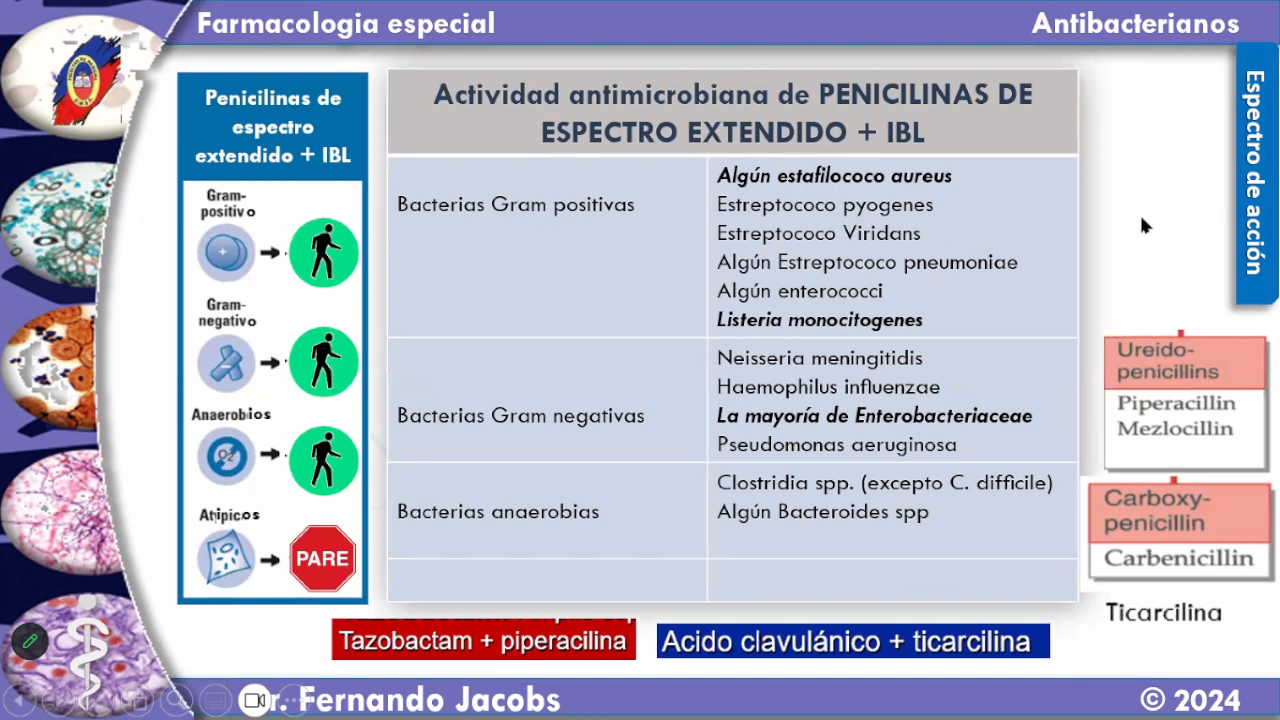 Farmacologia especial
Antibacterianos
Espectro de acción
Penicilinas de
espectro
extendido + IBL
Gram-
positivo
Gram-
negativo
Anaerobios
O2
Atipicos
PARE
Actividad antimicrobiana de PENICILINAS DE
ESPECTRO EXTENDIDO + IBL
Bacterias Gram positivas
Algún estafilococo aureus
Estreptococo pyogenes
Estreptococo Viridans
Algún Estreptococo pneumoniae
Algún enterococci
Listeria monocitogenes
Bacterias Gram negativas
Neisseria meningitidis
Haemophilus influenzae
La mayoría de Enterobacteriaceae
Pseudomonas aeruginosa
Bacterias anaerobias
Clostridia spp. (excepto C. difficile)
Algún Bacteroides spp
Ureido-
penicillins
Piperacillin
Mezlocillin
Carboxy-
penicillin
Carbenicillin
Ticarcilina
Tazobactam + piperacilina
Acido clavulánico + ticarcilina
r. Fernando Jacobs
© 2024